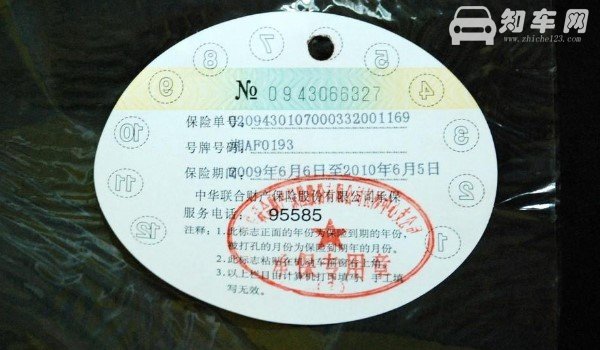 知车网
www.zhiche123.com
7
8
6
9
5
10
4
11
3
12
2
1
№ 0943066327
保险单号:0209430107000332001169
号牌号码:湘AF0193
保险期间:2009年6月6日至2010年6月5日
中华联合财产保险股份有限公司承保
服务电话: 95585
注释:1.此标志正面的年份为保险到期的年份,
被打孔的月份为保险到期年的月份。
2.此标志粘贴在机动车前窗右上角。
3.以上栏目由计算机打印填写、手工填
写无效。
专用章